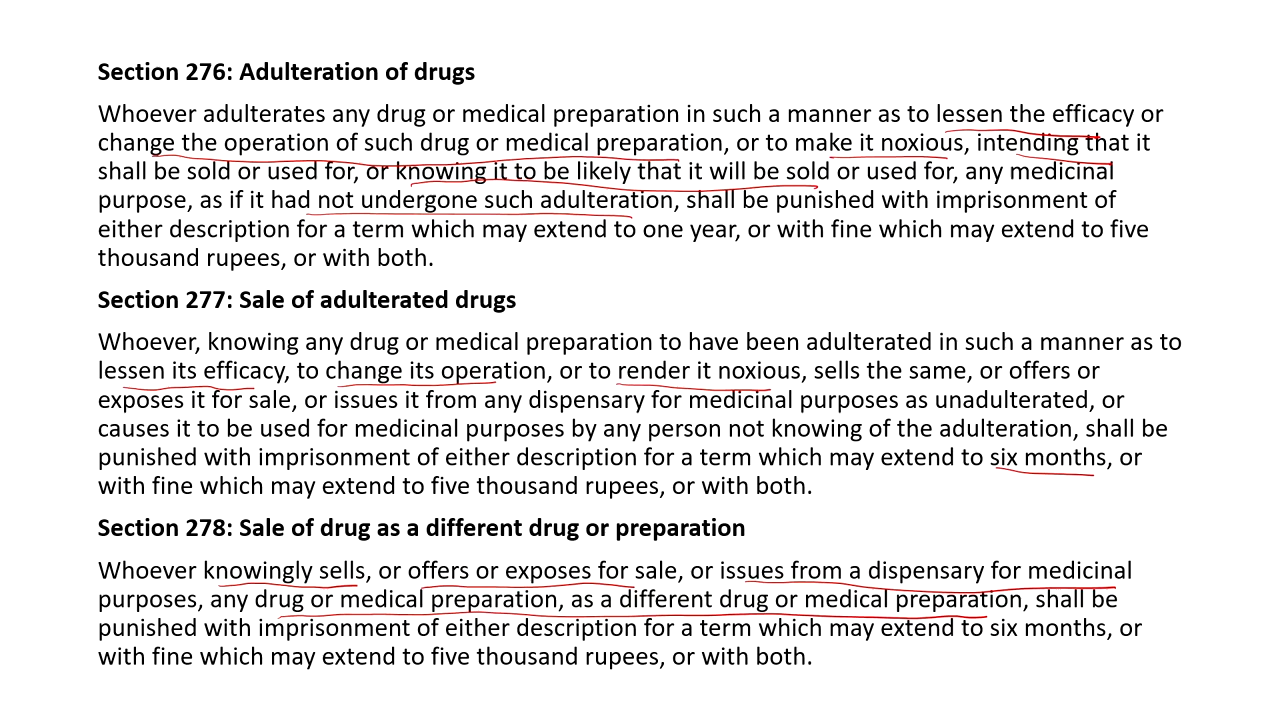 Section 276: Adulteration of drugs
Whoever adulterates any drug or medical preparation in such a manner as to lessen the efficacy or
change the operation of such drug or medical preparation, or to make it noxious, intending that it
shall be sold or used for, or knowing it to be likely that it will be sold or used for, any medicinal
purpose, as if it had not undergone such adulteration, shall be punished with imprisonment of
either description for a term which may extend to one year, or with fine which may extend to five
thousand rupees, or with both.
Section 277: Sale of adulterated drugs
Whoever, knowing any drug or medical preparation to have been adulterated in such a manner as to
lessen its efficacy, to change its operation, or to render it noxious, sells the same, or offers or
exposes it for sale, or issues it from any dispensary for medicinal purposes as unadulterated, or
causes it to be used for medicinal purposes by any person not knowing of the adulteration, shall be
punished with imprisonment of either description for a term which may extend to six months, or
with fine which may extend to five thousand rupees, or with both.
Section 278: Sale of drug as a different drug or preparation
Whoever knowingly sells, or offers or exposes for sale, or issues from a dispensary for medicinal
purposes, any drug or medical preparation, as a different drug or medical preparation, shall be
punished with imprisonment of either description for a term which may extend to six months, or
with fine which may extend to five thousand rupees, or with both.